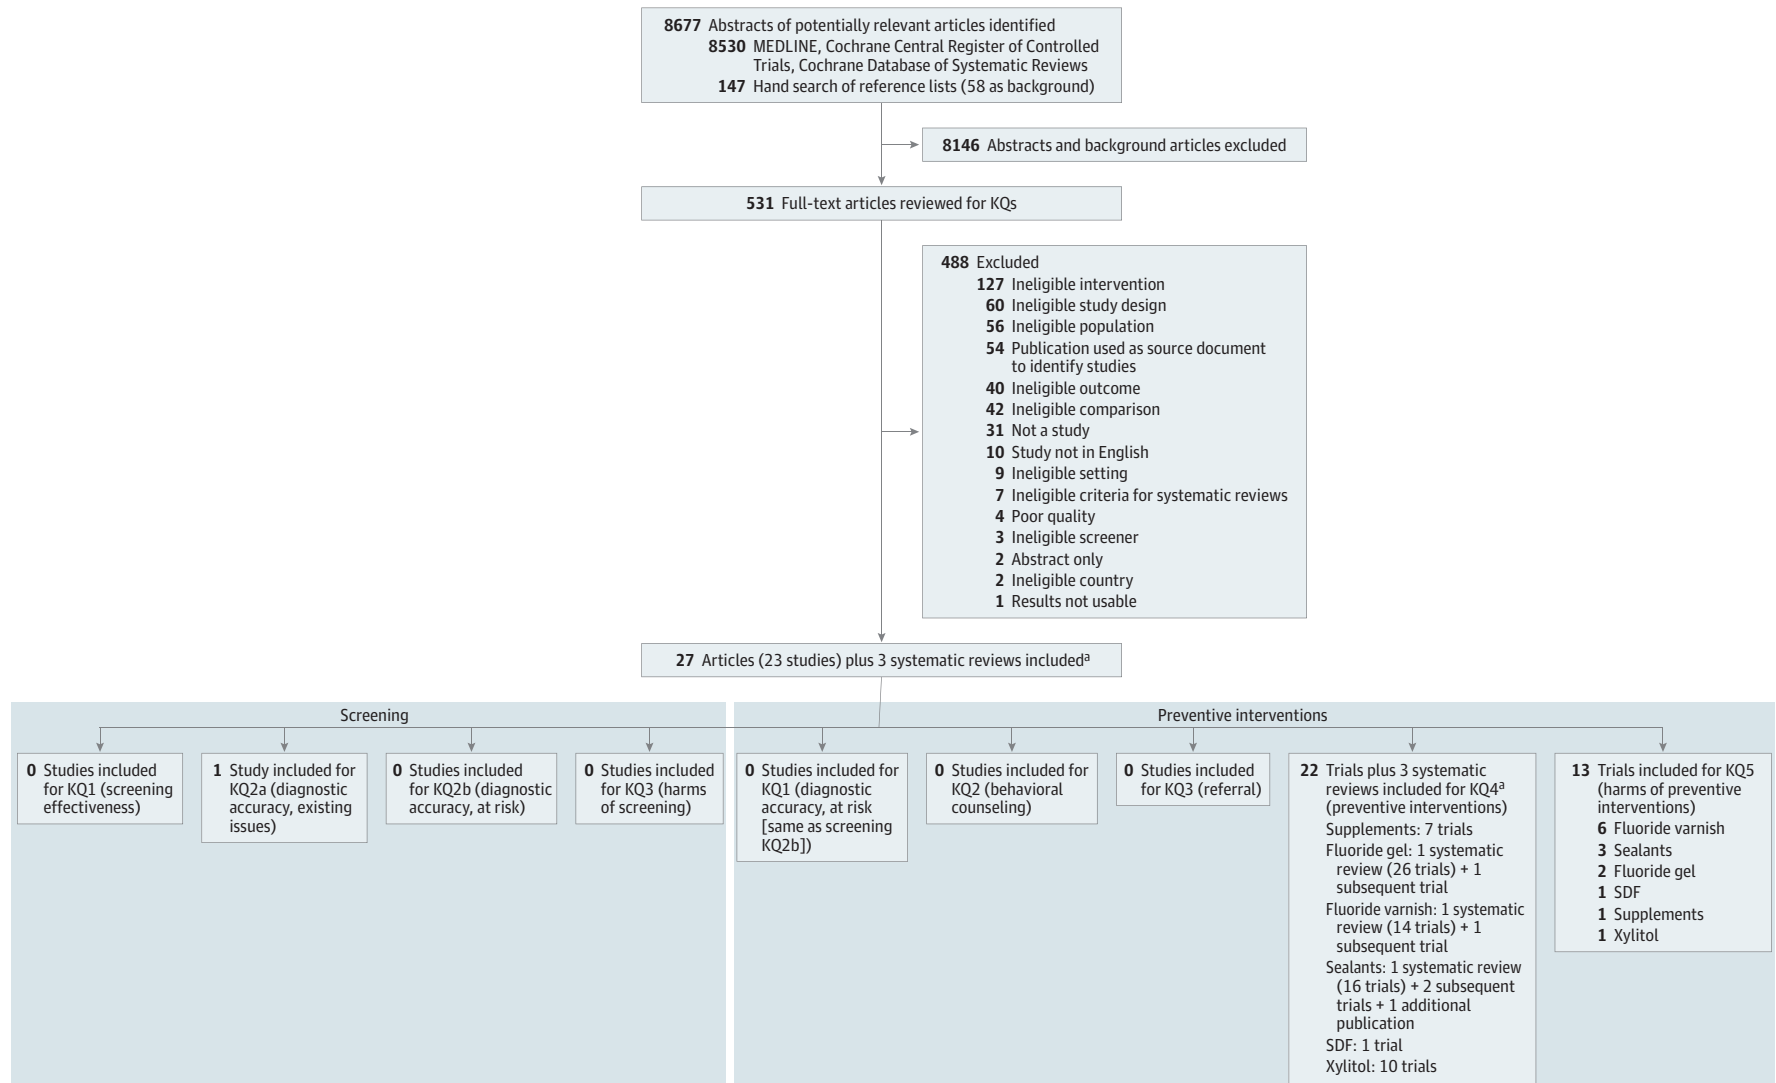 8677 Abstracts of potentially relevant articles identified
8530 MEDLINE, Cochrane Central Register of Controlled
Trials, Cochrane Database of Systematic Reviews
147 Hand search of reference lists (58 as background)
8146 Abstracts and background articles excluded
531 Full-text articles reviewed for KQs
488 Excluded
127 Ineligible intervention
60 Ineligible study design
56 Ineligible population
54 Publication used as source document
to identify studies
40 Ineligible outcome
42 Ineligible comparison
31 Not a study
10 Study not in English
9 Ineligible setting
7 Ineligible criteria for systematic reviews
4 Poor quality
3 Ineligible screener
2 Abstract only
2 Ineligible country
1 Results not usable
27 Articles (23 studies) plus 3 systematic reviews includedª
Screening
0 Studies included
for KQ1 (screening
effectiveness)
1 Study included for
KQ2a (diagnostic
accuracy, existing
issues)
0 Studies included
for KQ2b (diagnostic
accuracy, at risk)
0 Studies included
for KQ3 (harms
of screening)
Preventive interventions
0 Studies included for
KQ1 (diagnostic
accuracy, at risk
[same as screening
KQ2b])
0 Studies included for
KQ2 (behavioral
counseling)
0 Studies included
for KQ3 (referral)
22 Trials plus 3 systematic
reviews included for KQ4ª
(preventive interventions)
Supplements: 7 trials
Fluoride gel: 1 systematic
review (26 trials) + 1
subsequent trial
Fluoride varnish: 1 systematic
review (14 trials) + 1
subsequent trial
Sealants: 1 systematic review
(16 trials) + 2 subsequent
trials + 1 additional
publication
SDF: 1 trial
Xylitol: 10 trials
13 Trials included for KQ5
(harms of preventive
interventions)
6 Fluoride varnish
3 Sealants
2 Fluoride gel
1 SDF
1 Supplements
1 Xylitol